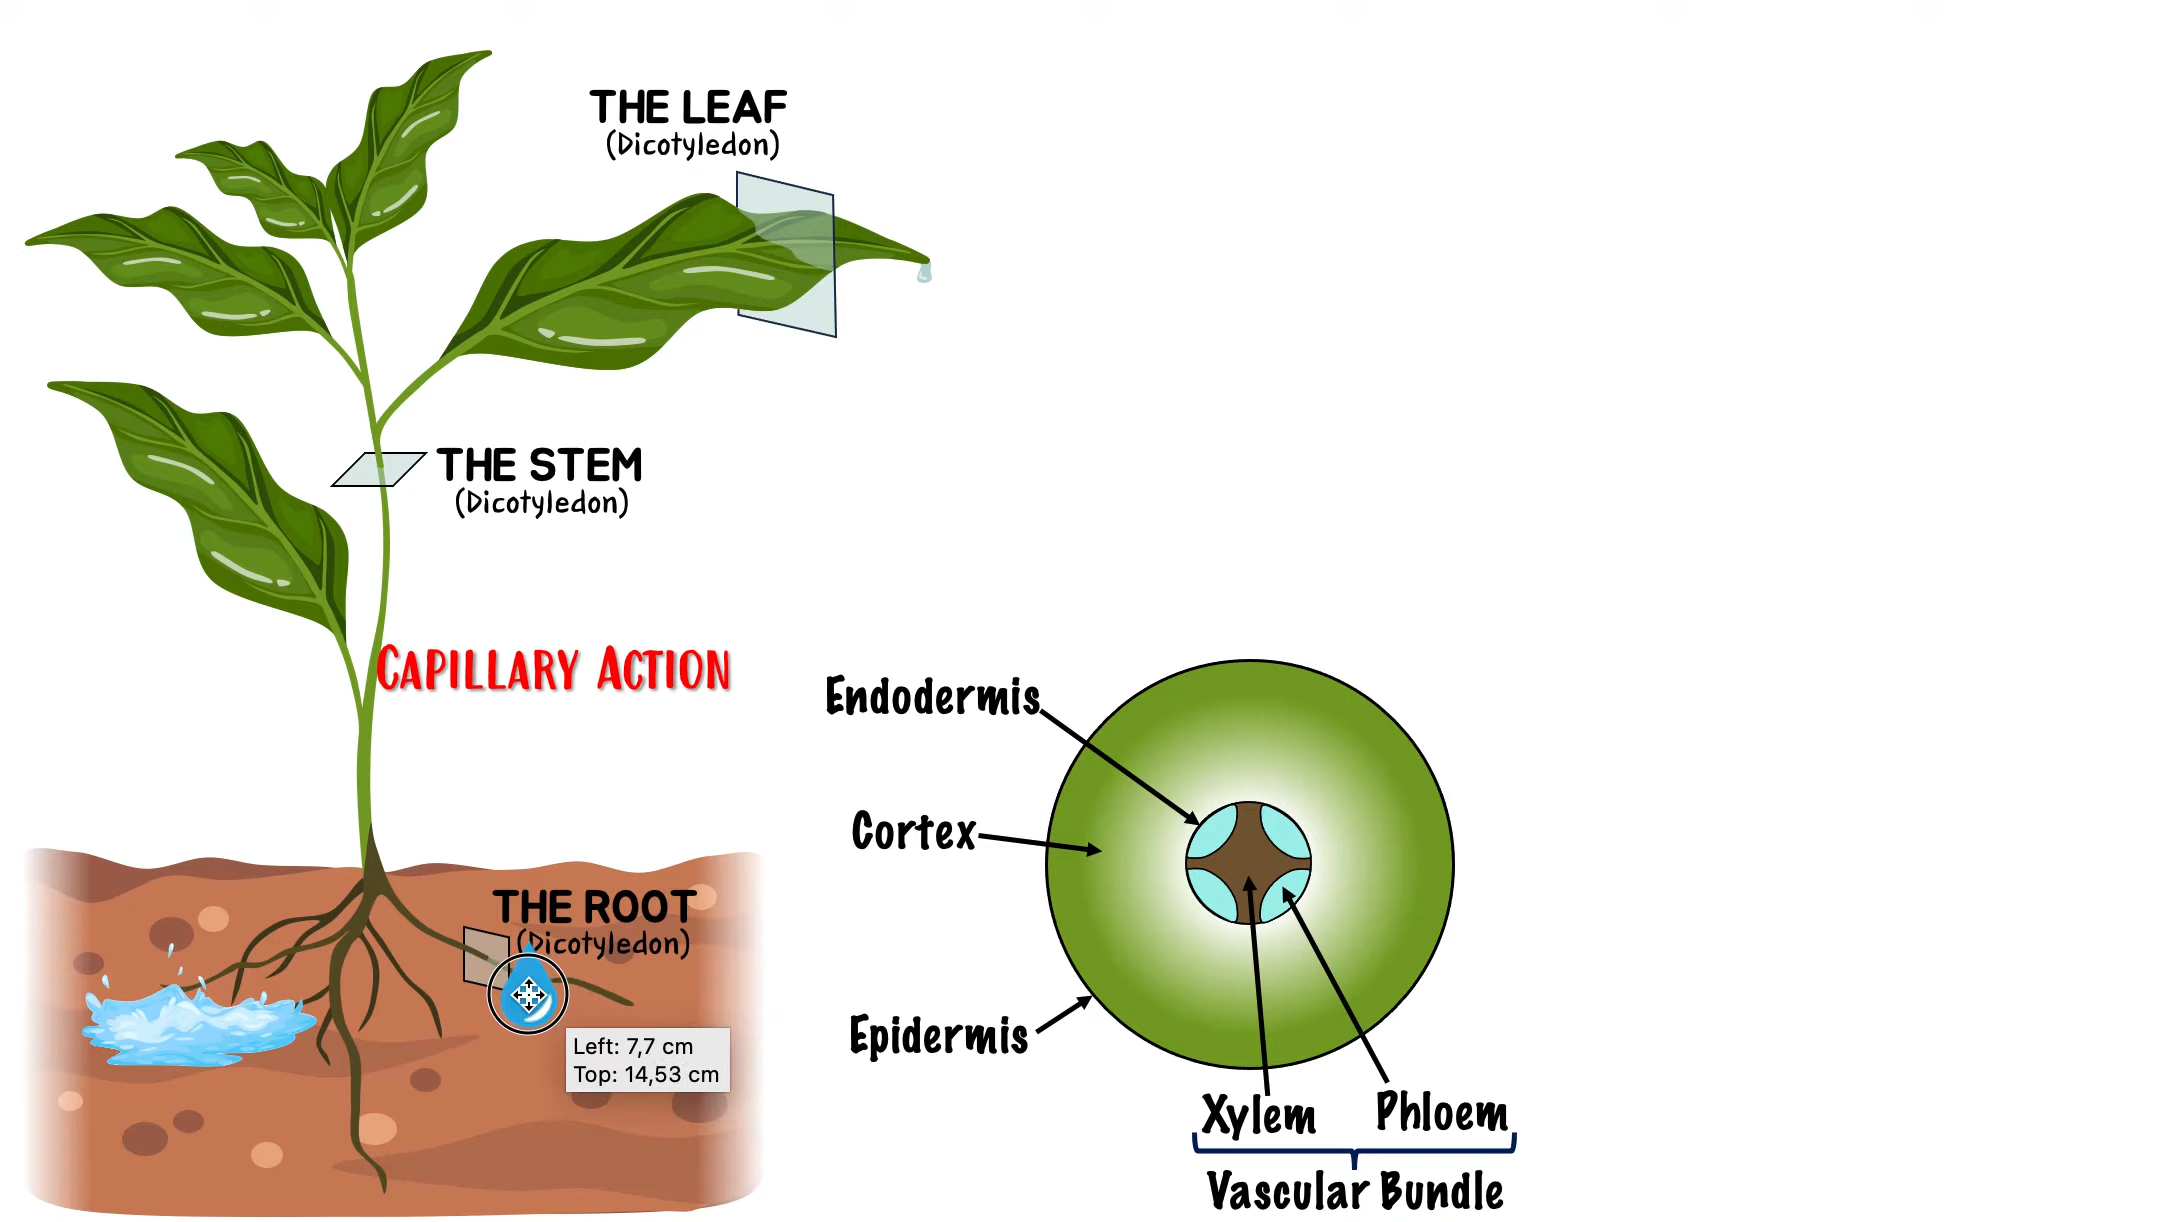 THE LEAF
(Dicotyledon)
THE STEM
(Dicotyledon)
CAPILLARY ACTION
Endodermis
Cortex
THE ROOT
(Dicotyledon)
Left: 7,7 cm
Top: 14,53 cm
Epidermis
Xylem
Phloem
Vascular Bundle